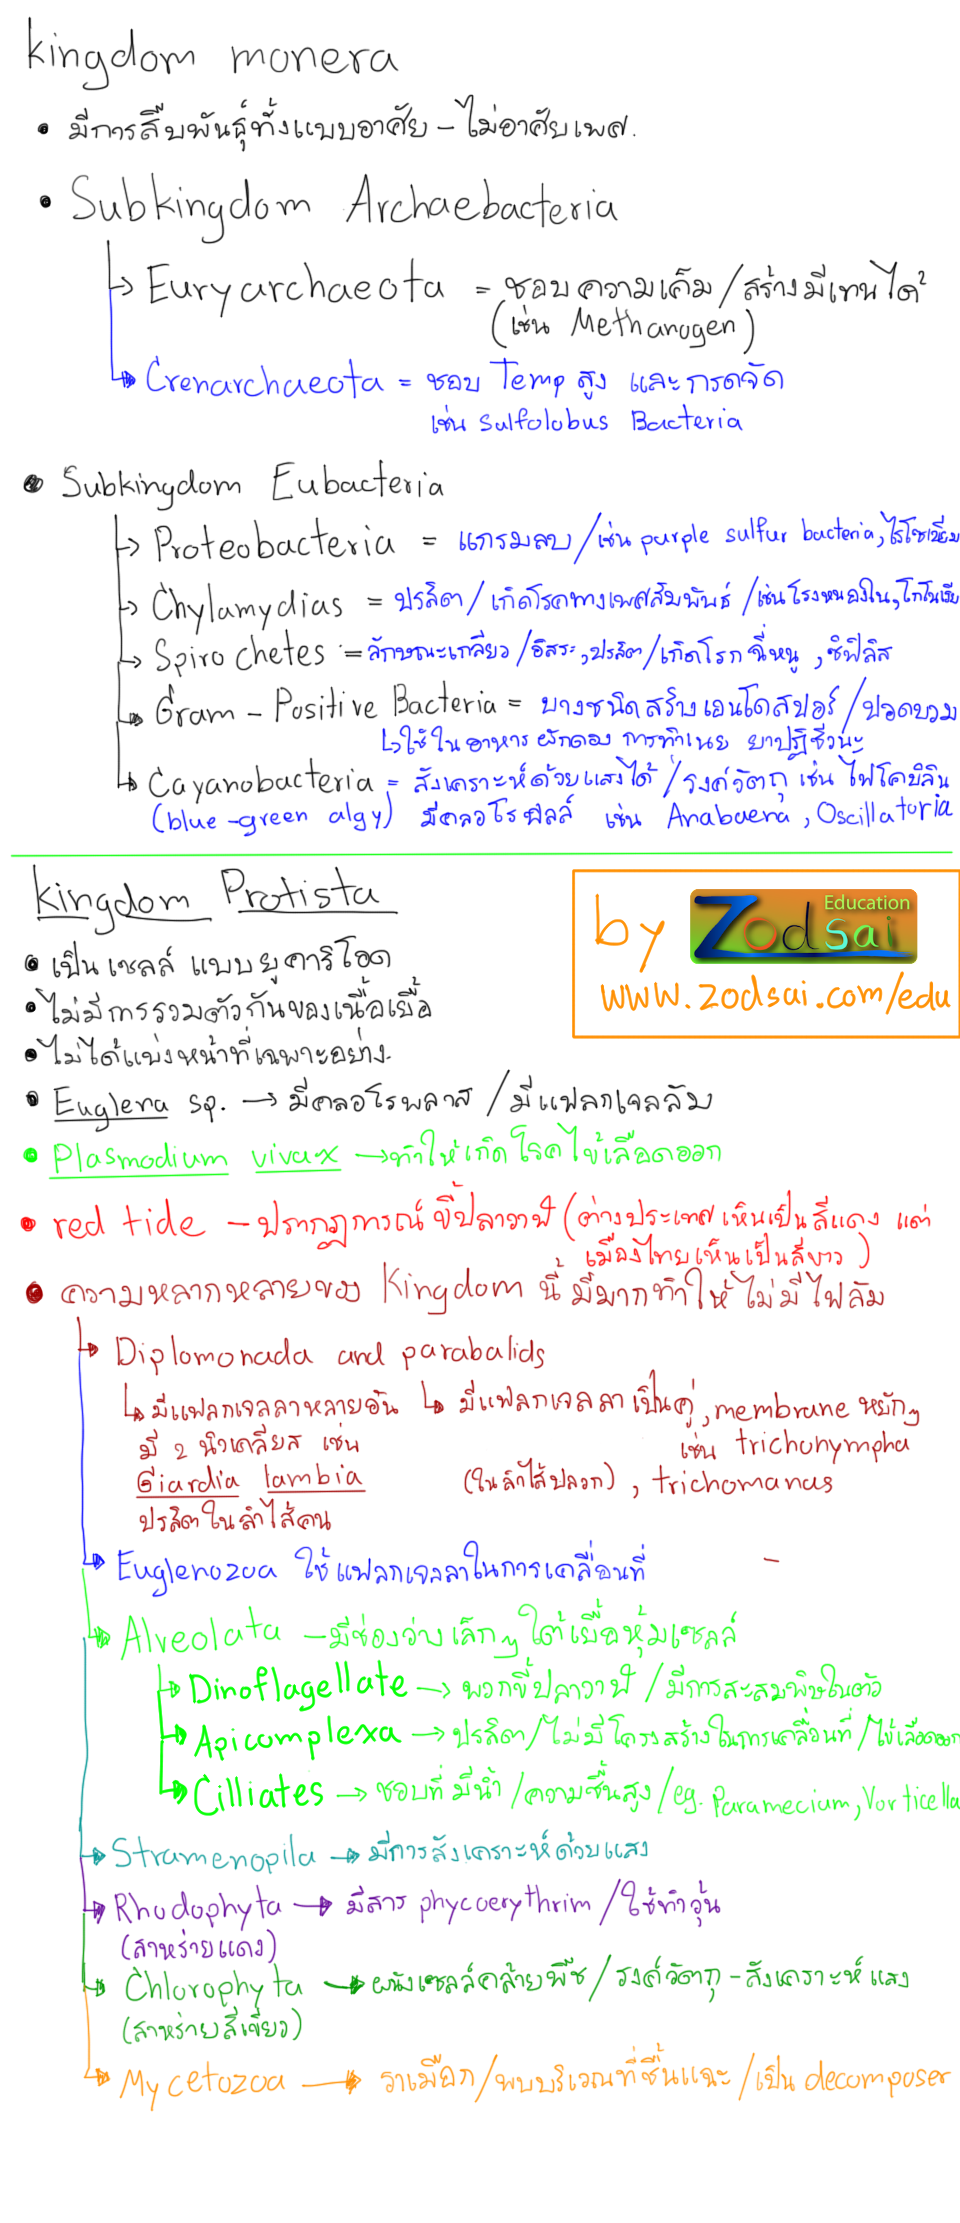 kingdom monera
• มีการสืบพันธุ์ทั้งแบบอาศัย - ไม่อาศัยเพศ.
• Subkingdom Archaebacteria
→ Euryarchaeota = ชอบความเค็ม / สร้างมีเทนได้
(เช่น Methanogen)
→ Crenarchaeota = ชอบ Temp สูง และกรดจัด
เช่น Sulfolobus Bacteria
• Subkingdom Eubacteria
→ Proteobacteria = แกรมลบ / เช่น purple sulfur bacteria, ไรโซเบียม
→ Chylamydias = ปรสิต / เกิดโรคทางเพศสัมพันธ์ / เช่นโรคหนองใน, โกโนเรีย
→ Spirochetes = ลักษณะเกลียว / อิสระ, ปรสิต / เกิดโรค ฉี่หนู, ซิฟิลิส
→ Gram - Positive Bacteria = บางชนิดสร้างเอนโดสปอร์ / ปอดบวม
↳ ใช้ในอาหาร ผักดอง การทำเนย ยาปฏิชีวนะ
→ Cayanobacteria = สังเคราะห์ด้วยแสงได้ / รงควัตถุ เช่น ไฟโคบิลิน
(blue-green algy) มีคลอโรฟิลล์ เช่น Anabaena, Oscillatoria
kingdom Protista
by Zodsai Education
www.zodsai.com/edu
• เป็นเซลล์ แบบยูคาริโอต
• ไม่มีการรวมตัวกันของเนื้อเยื่อ
• ไม่ได้แบ่งหน้าที่เฉพาะอย่าง.
• Euglena sp. → มีคลอโรพลาส / มีแฟลกเจลลัม
• Plasmodium vivax → ทำให้เกิดโรคไข้เลือดออก
• red tide - ปรากฏการณ์ ขี้ปลาวาฬ (ต่างประเทศเห็นเป็นสีแดง แต่
เมืองไทยเห็นเป็นสีขาว)
• ความหลากหลายของ Kingdom นี้ มีมากทำให้ ไม่มีไฟลัม
→ Diplomonada and parabalids
↳ มีแฟลกเจลลาหลายอัน ↳ มีแฟลกเจลลา เป็นคู่, membrane หยักๆ
มี 2 นิวเคลียส เช่น เช่น trichonympha
Giardia lambia (ในลำไส้ปลวก), trichomanas
ปรสิตในลำไส้คน
→ Euglenozoa ใช้แฟลกเจลลาในการเคลื่อนที่
→ Alveolata - มีช่องว่างเล็กๆ ใต้เยื่อหุ้มเซลล์
→ Dinoflagellate → พวกขี้ปลาวาฬ / มีการสะสมพิษในตัว
→ Apicomplexa → ปรสิต / ไม่มีโครงสร้างในการเคลื่อนที่ / ไข้เลือดออก
→ Cilliates → ชอบที่มีน้ำ / ความชื้นสูง / eg. Paramecium, Vorticella
→ Stramenopila → มีการสังเคราะห์ด้วยแสง
→ Rhodophyta → มีสาร phycoerythrim / ใช้ทำวุ้น
(สาหร่ายแดง)
→ Chlorophyta → ผนังเซลล์คล้ายพืช / รงควัตถุ - สังเคราะห์แสง
(สาหร่ายสีเขียว)
→ Mycetozoa → ราเมือก / พบบริเวณที่ชื้นแฉะ / เป็น decomposer